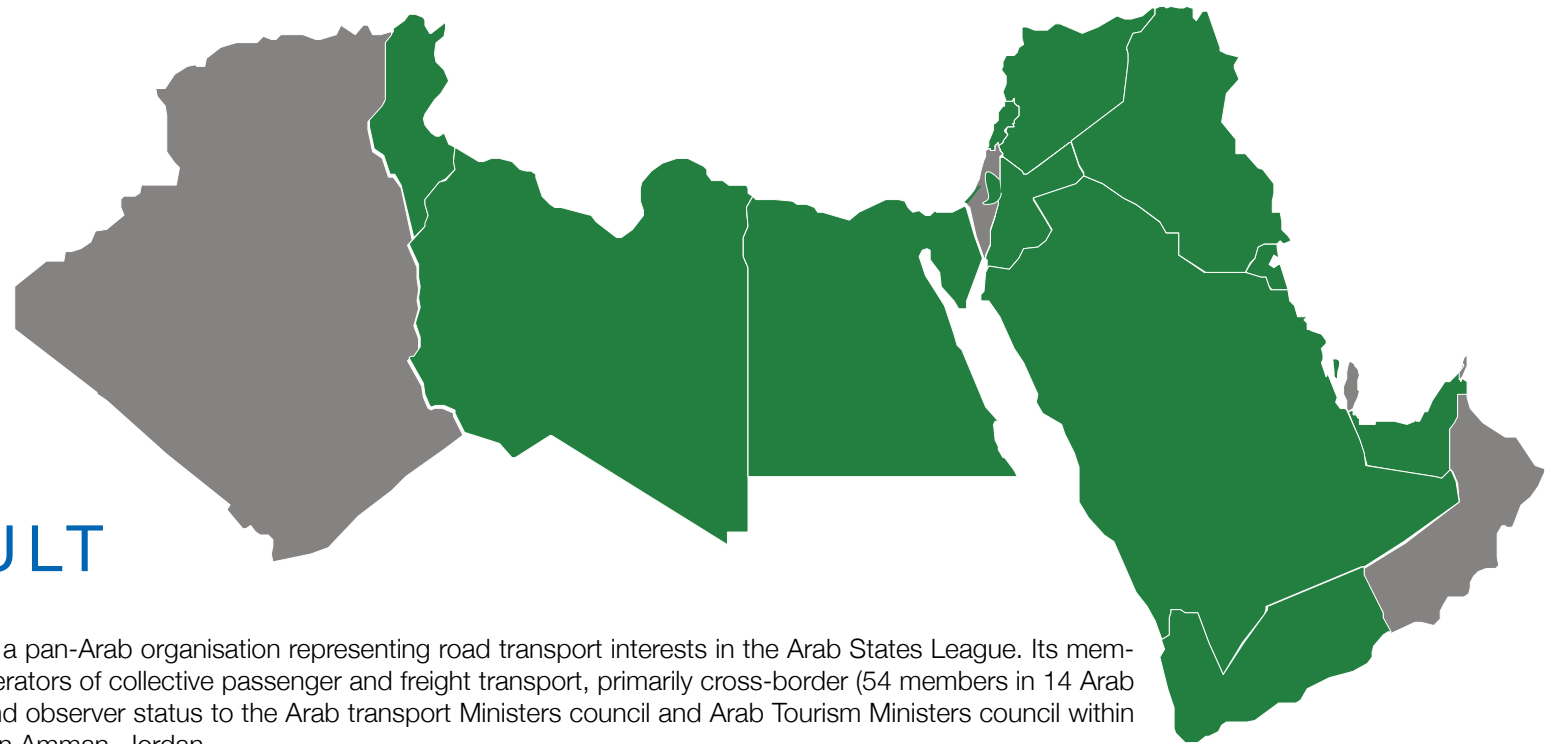 ULT
a pan-Arab organisation representing road transport interests in the Arab States League. Its mem-
erators of collective passenger and freight transport, primarily cross-border (54 members in 14 Arab
nd observer status to the Arab transport Ministers council and Arab Tourism Ministers council within
n Amman, Jordan